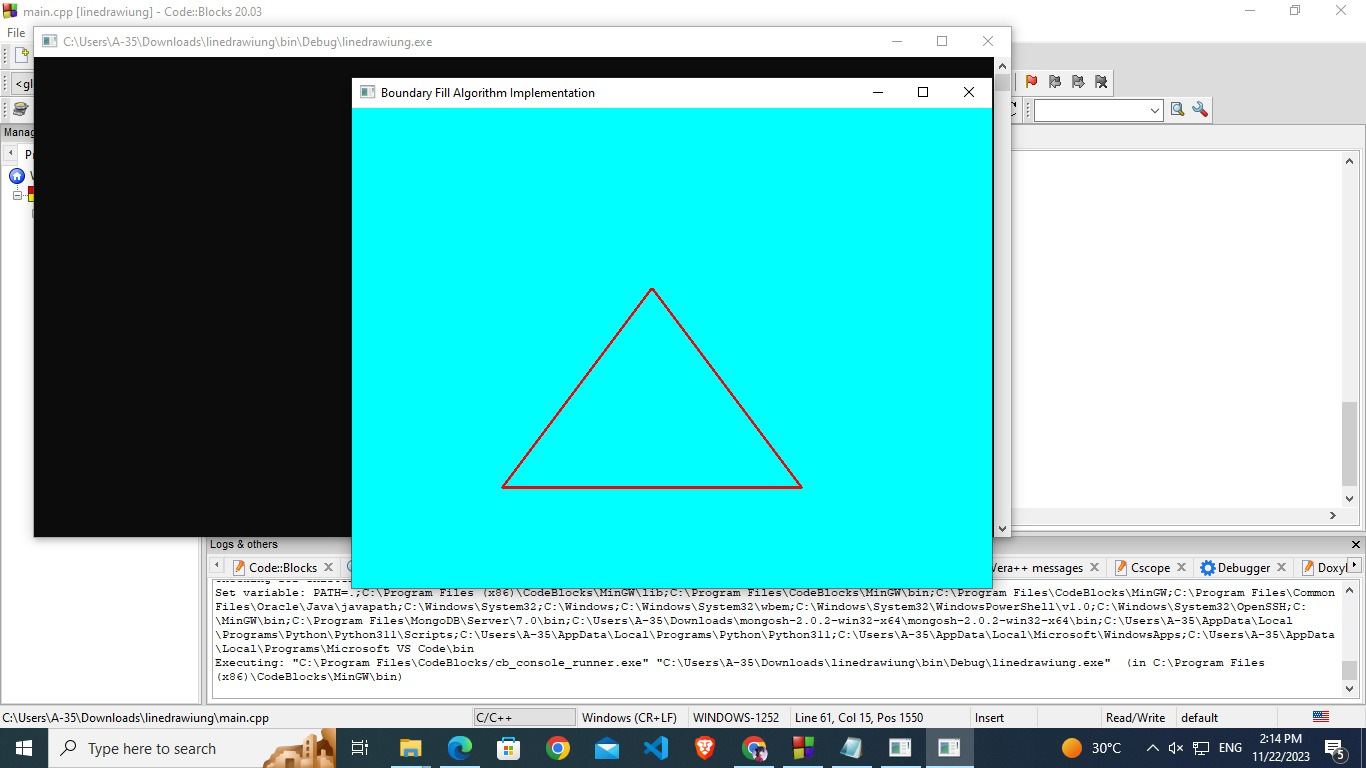 main.cpp [linedrawiung] - Code::Blocks 20.03
File
C:\Users\A-35\Downloads\linedrawiung\bin\Debug\linedrawiung.exe
Boundary Fill Algorithm Implementation
Logs & others
Code::Blocks
Vera++ messages
Cscope
Debugger
Set variable: PATH=.;C:\Program Files (x86)\CodeBlocks\MinGW\lib;C:\Program Files\CodeBlocks\MinGW\bin;C:\Program Files\CodeBlocks\MinGW;C:\Program Files\Common
Files\Oracle\Java\javapath;C:\Windows\System32;C:\Windows;C:\Windows\System32\wbem;C:\Windows\System32\WindowsPowerShell\v1.0;C:\Windows\System32\OpenSSH;C:
\MinGW\bin;C:\Program Files\MongoDB\Server\7.0\bin;C:\Users\A-35\Downloads\mongosh-2.0.2-win32-x64\mongosh-2.0.2-win32-x64\bin;C:\Users\A-35\AppData\Local
\Programs\Python\Python311\Scripts;C:\Users\A-35\AppData\Local\Programs\Python\Python311;C:\Users\A-35\AppData\Local\Microsoft\WindowsApps;C:\Users\A-35\AppData
\Local\Programs\Microsoft VS Code\bin
Executing: "C:\Program Files\CodeBlocks/cb_console_runner.exe" "C:\Users\A-35\Downloads\linedrawiung\bin\Debug\linedrawiung.exe"  (in C:\Program Files
(x86)\CodeBlocks\MinGW\bin)
C:\Users\A-35\Downloads\linedrawiung\main.cpp
C/C++
Windows (CR+LF)
WINDOWS-1252
Line 61, Col 15, Pos 1550
Insert
Read/Write
default
Type here to search
30°C
ENG
2:14 PM
11/22/2023
5